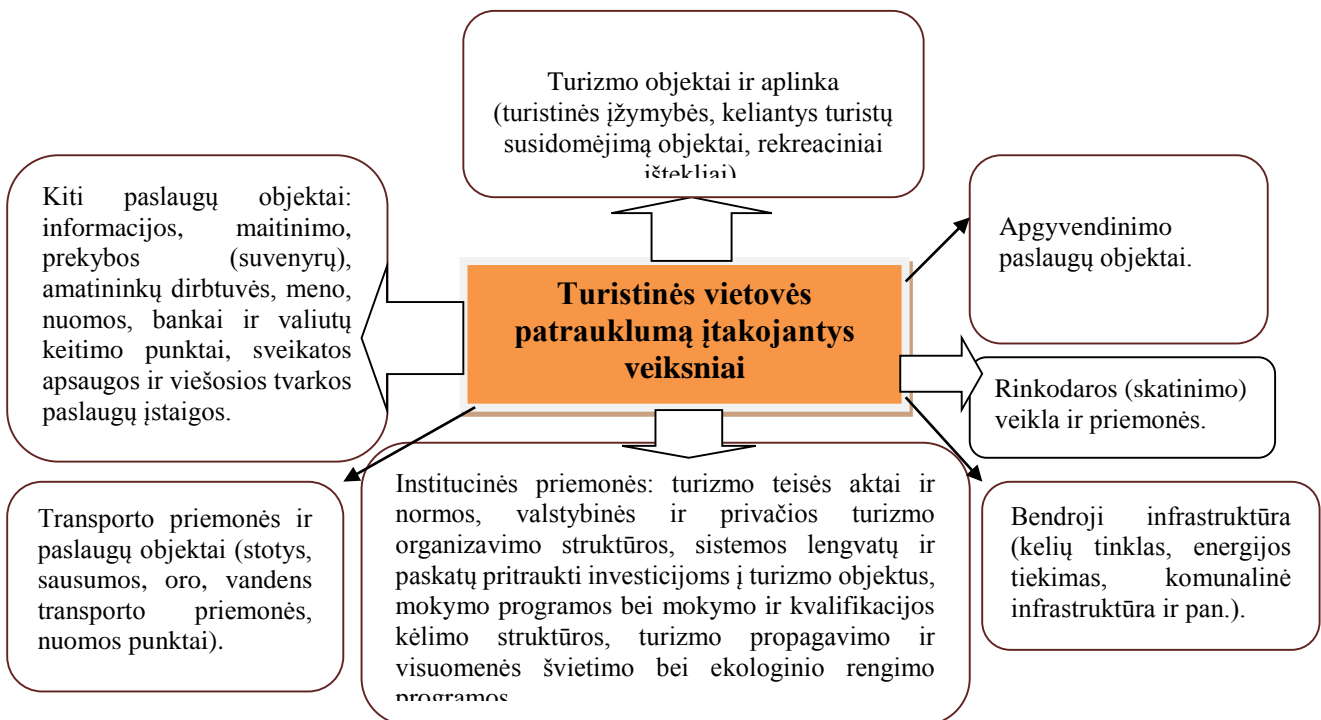 Turizmo objektai ir aplinka
(turistinės įžymybės, keliantys turistų
susidomėjimą objektai, rekreaciniai
ištekliai)
Kiti paslaugų objektai:
informacijos, maitinimo,
prekybos (suvenyrų),
amatininkų dirbtuvės, meno,
nuomos, bankai ir valiutų
keitimo punktai, sveikatos
apsaugos ir viešosios tvarkos
paslaugų įstaigos.
Apgyvendinimo
paslaugų objektai.
Turistinės vietovės
patrauklumą įtakojantys
veiksniai
Rinkodaros (skatinimo)
veikla ir priemonės.
Transporto priemonės ir
paslaugų objektai (stotys,
sausumos, oro, vandens
transporto priemonės,
nuomos punktai).
Institucinės priemonės: turizmo teisės aktai ir
normos, valstybinės ir privačios turizmo
organizavimo struktūros, sistemos lengvatų ir
paskatų pritraukti investicijoms į turizmo objektus,
mokymo programos bei mokymo ir kvalifikacijos
kėlimo struktūros, turizmo propagavimo ir
visuomenės švietimo bei ekologinio rengimo
programos
Bendroji infrastruktūra
(kelių tinklas, energijos
tiekimas, komunalinė
infrastruktūra ir pan.).